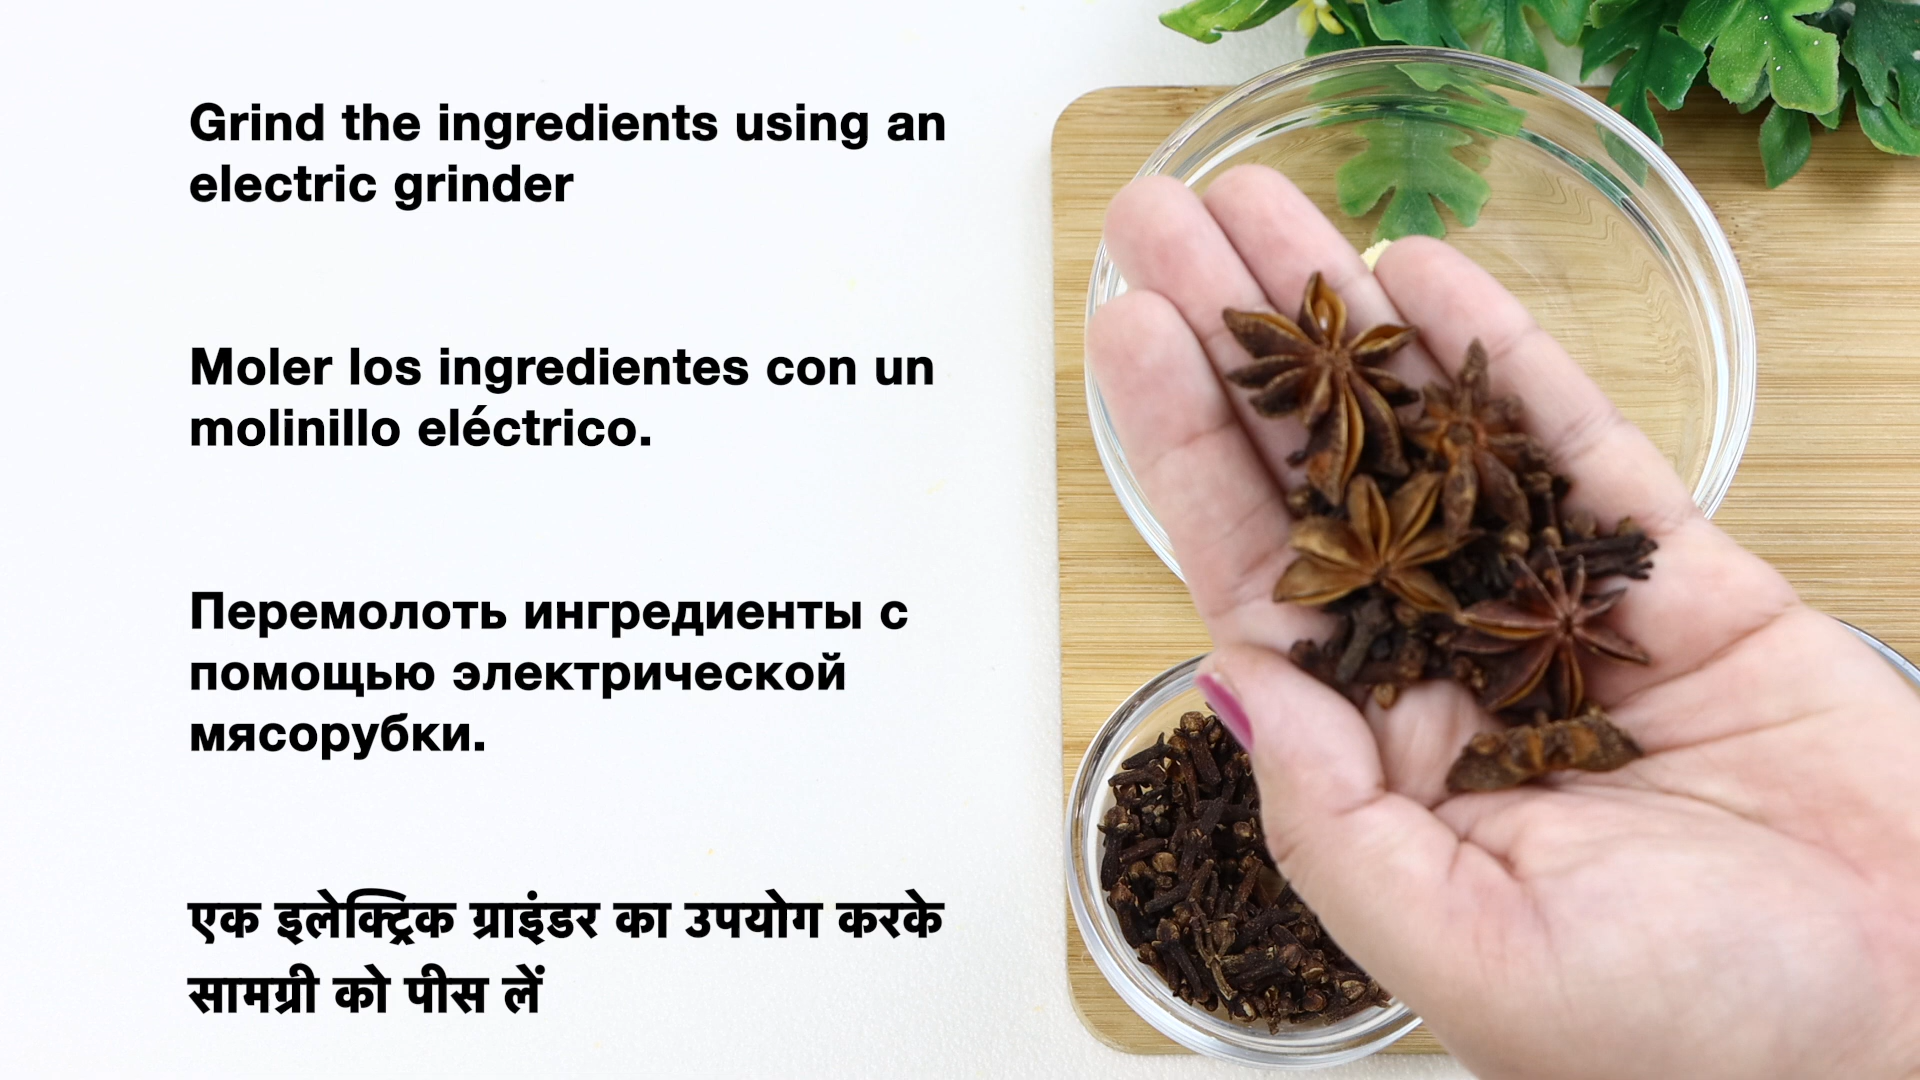 Grind the ingredients using an
electric grinder
Moler los ingredientes con un
molinillo eléctrico.
Перемолоть ингредиенты с
помощью электрической
мясорубки.
एक इलेक्ट्रिक ग्राइंडर का उपयोग करके
सामग्री को पीस लें